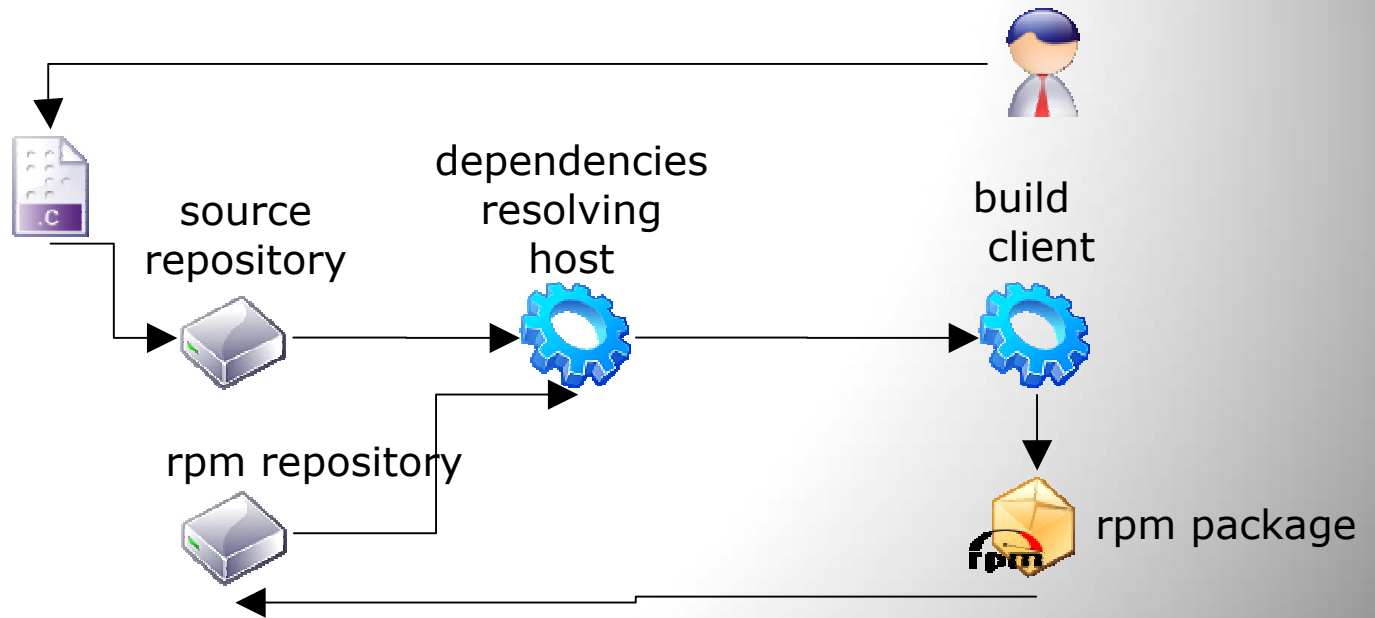 dependencies
resolving
host
source
repository
build
client
.C
rpm repository
rpm package
rpm